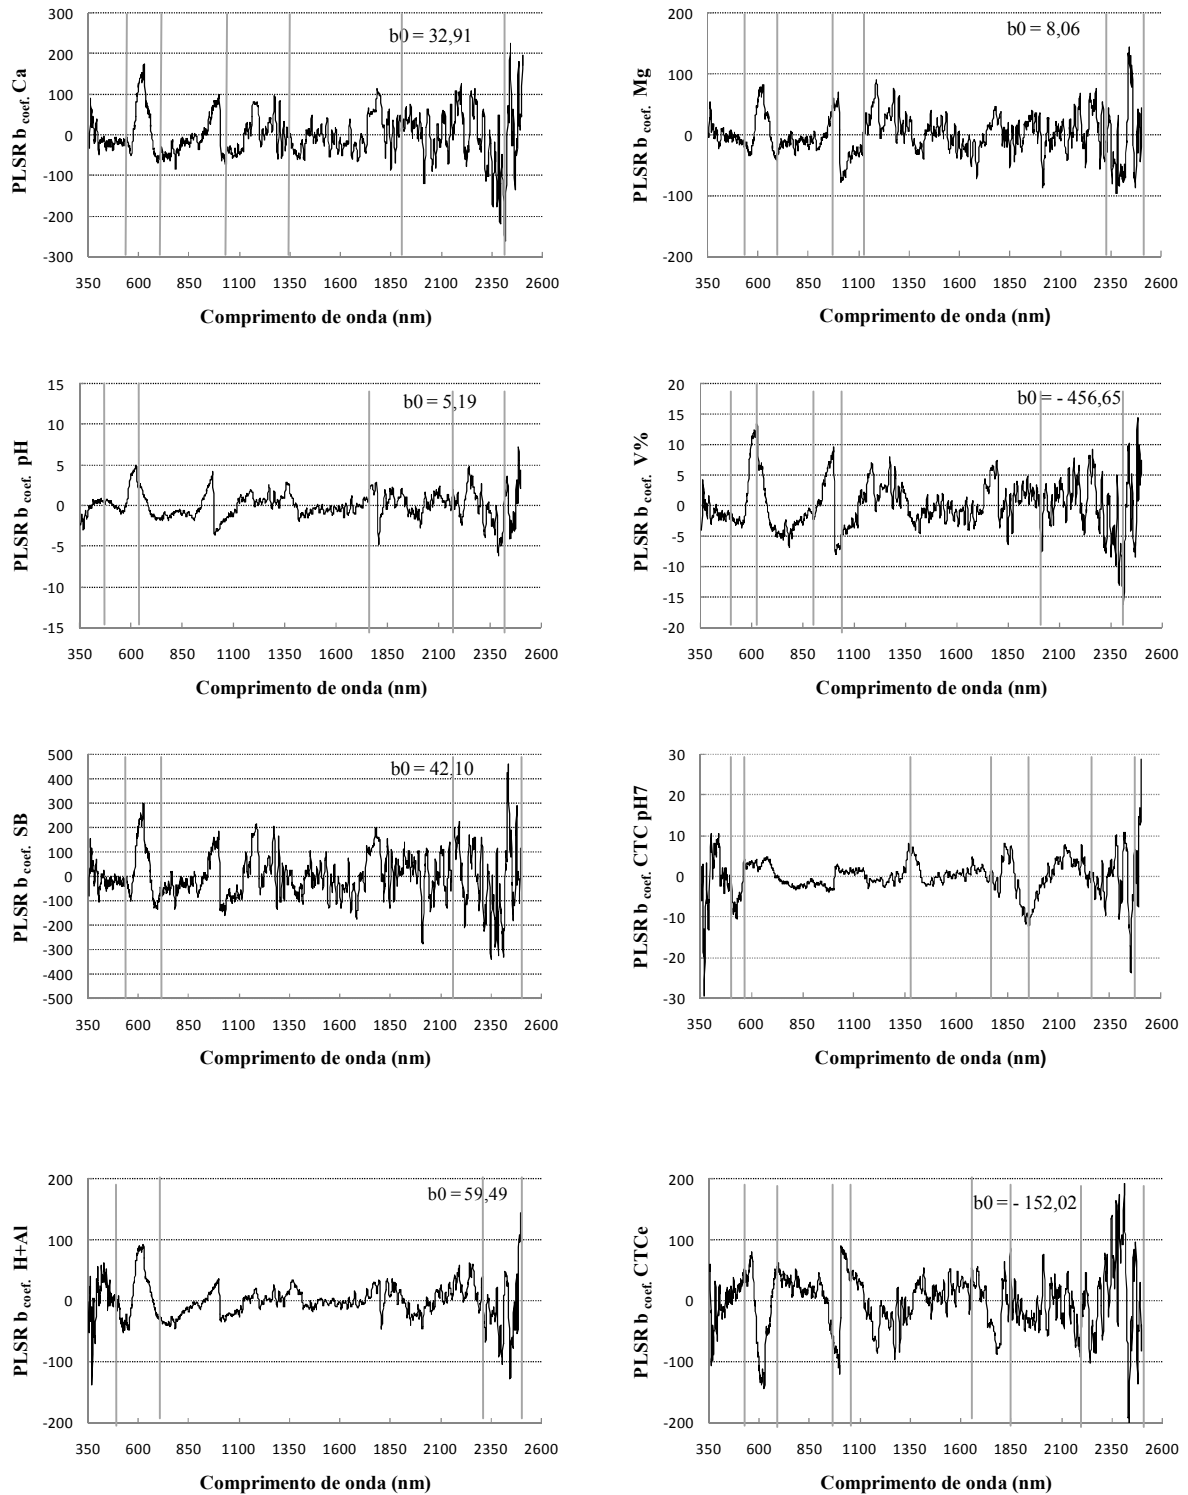 PLSR b coef. Ca
300
200
100
0
-100
-200
-300
b0 = 32,91
350 600 850 1100 1350 1600 1850 2100 2350 2600
Comprimento de onda (nm)
PLSR b coef. Mg
200
100
0
-100
-200
b0 = 8,06
350 600 850 1100 1350 1600 1850 2100 2350 2600
Comprimento de onda (nm)
PLSR b coef. pH
15
10
5
0
-5
-10
-15
b0 = 5,19
350 600 850 1100 1350 1600 1850 2100 2350 2600
Comprimento de onda (nm)
PLSR b coef. V%
20
15
10
5
0
-5
-10
-15
-20
b0 = - 456,65
350 600 850 1100 1350 1600 1850 2100 2350 2600
Comprimento de onda (nm)
PLSR b coef. SB
500
400
300
200
100
0
-100
-200
-300
-400
-500
b0 = 42,10
350 600 850 1100 1350 1600 1850 2100 2350 2600
Comprimento de onda (nm)
PLSR b coef. CTC pH7
30
20
10
0
-10
-20
-30
350 600 850 1100 1350 1600 1850 2100 2350 2600
Comprimento de onda (nm)
PLSR b coef. H+Al
200
100
0
-100
-200
b0 = 59,49
350 600 850 1100 1350 1600 1850 2100 2350 2600
Comprimento de onda (nm)
PLSR b coef. CTCe
200
100
0
-100
-200
b0 = - 152,02
350 600 850 1100 1350 1600 1850 2100 2350 2600
Comprimento de onda (nm)